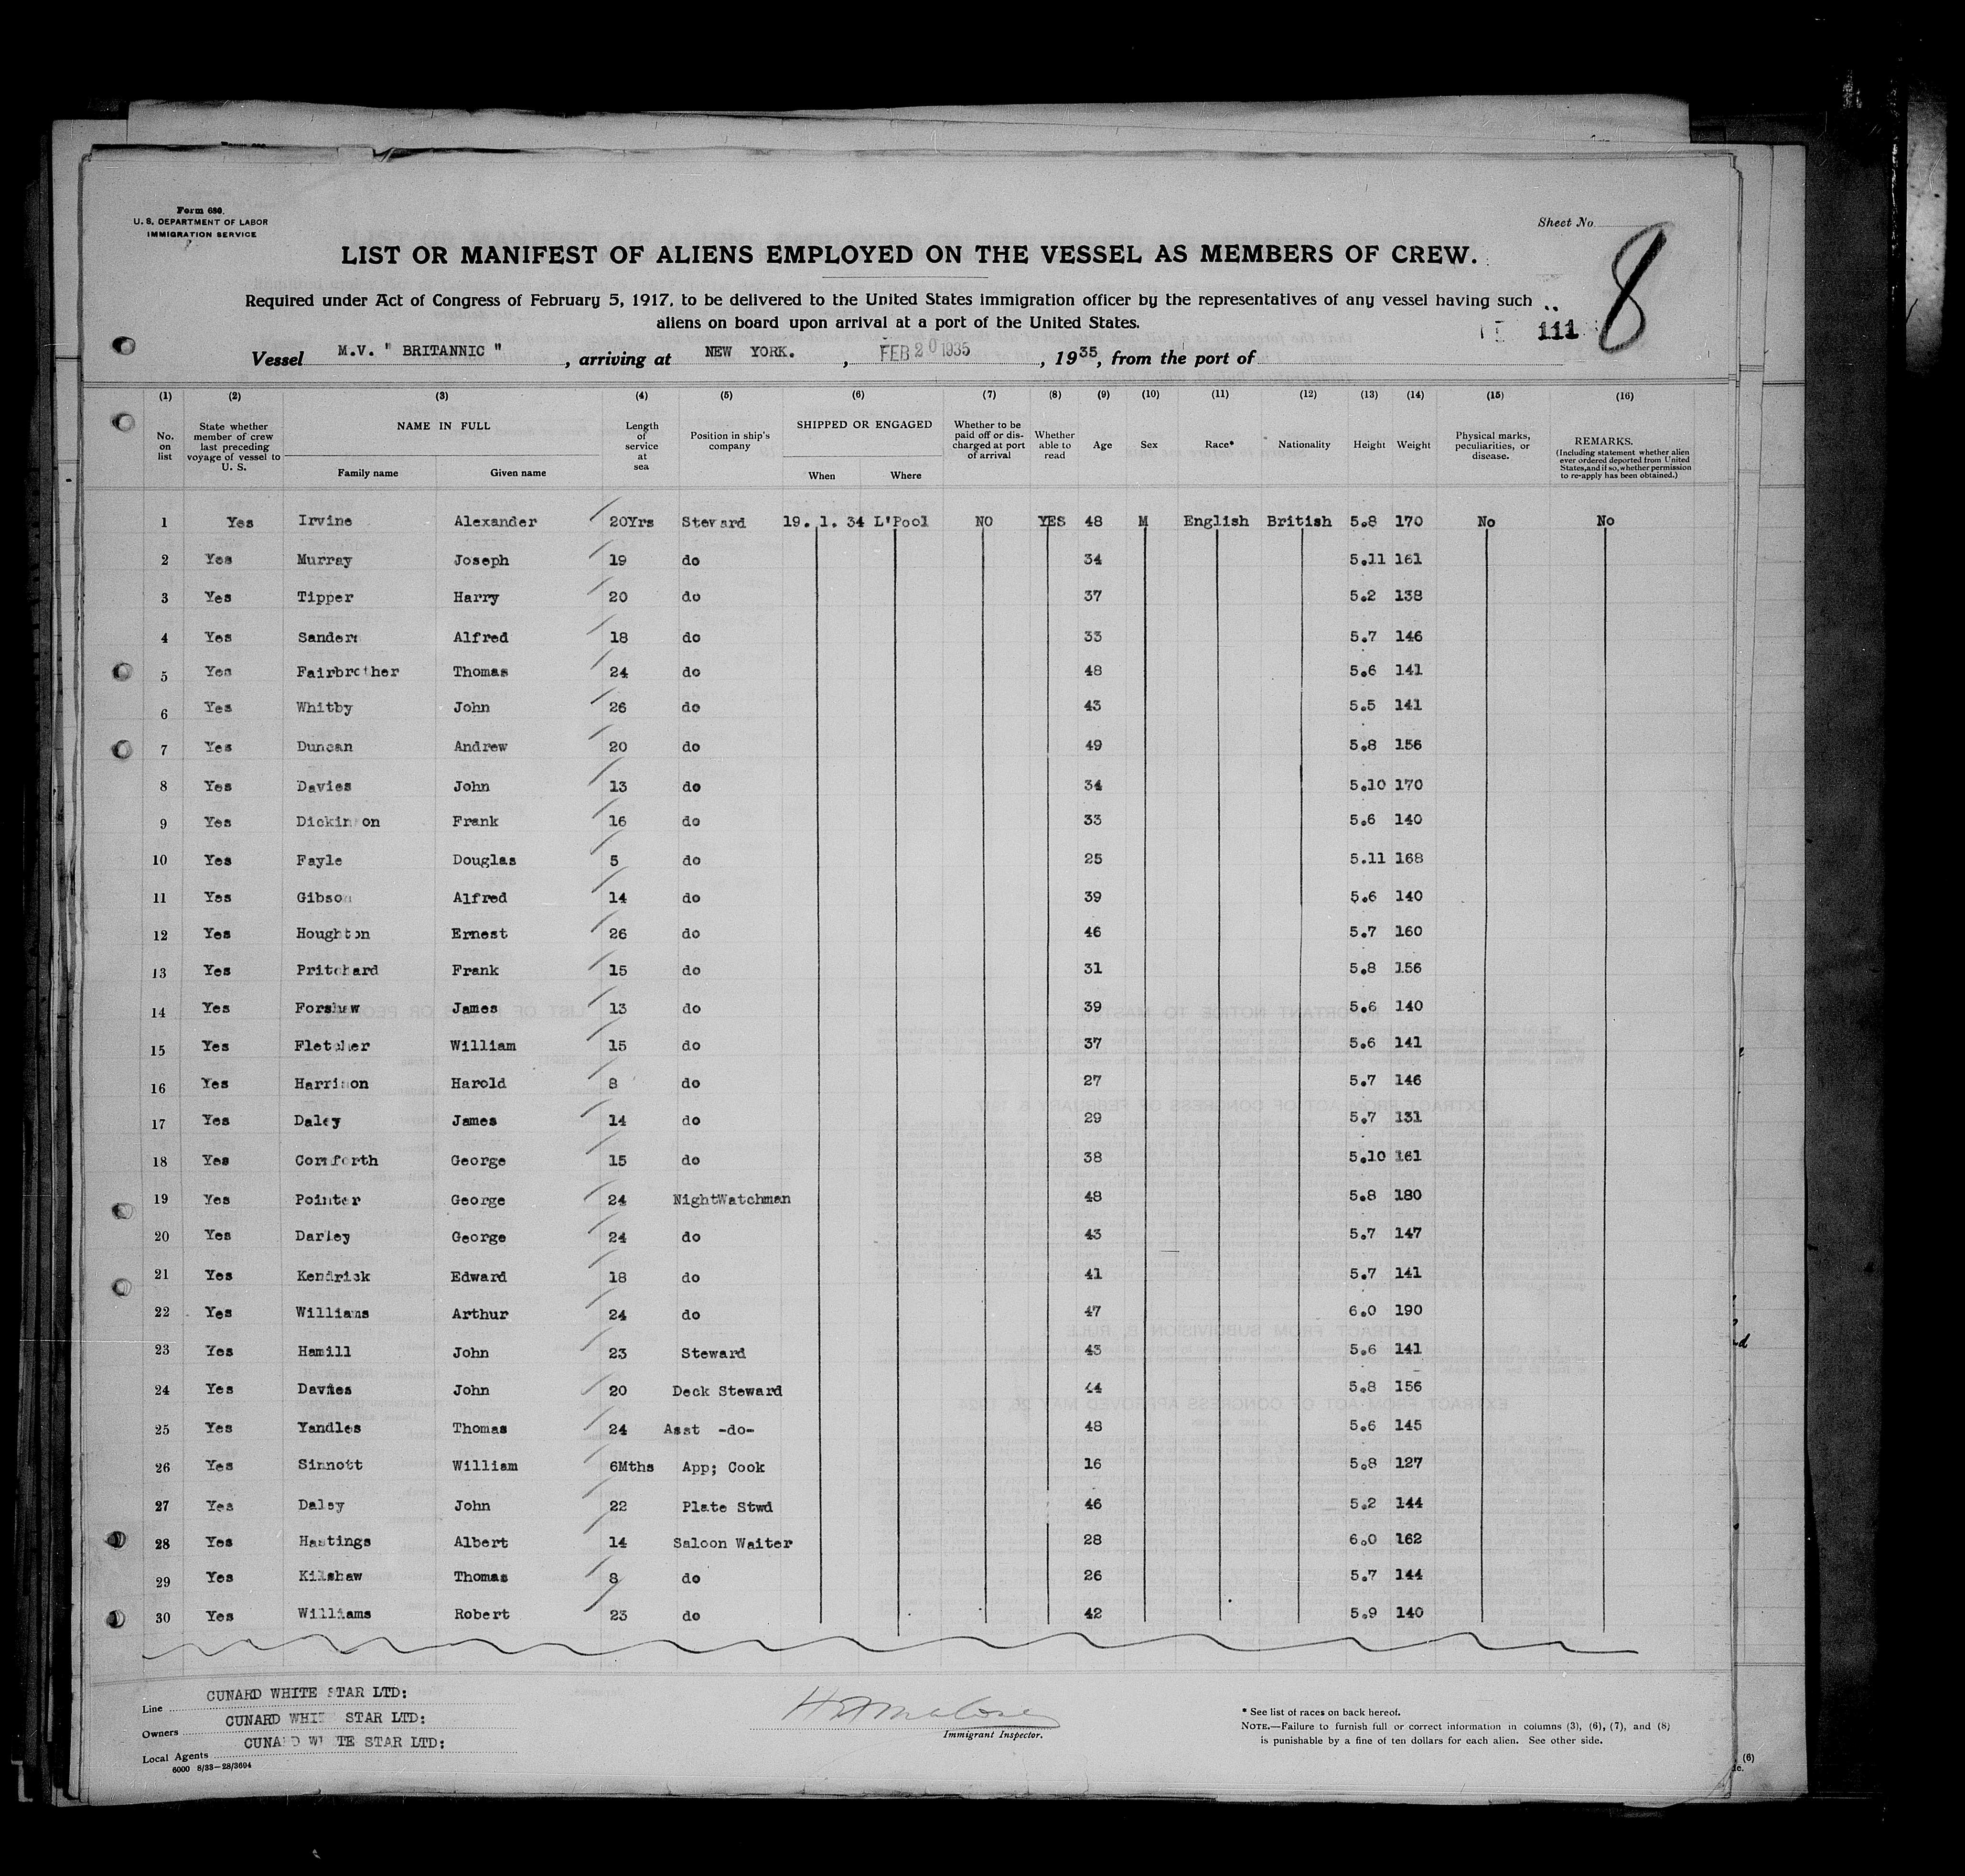 Form 680.
U. S. DEPARTMENT OF LABOR
IMMIGRATION SERVICE
Sheet No.
8
LIST OR MANIFEST OF ALIENS EMPLOYED ON THE VESSEL AS MEMBERS OF CREW.
Required under Act of Congress of February 5, 1917, to be delivered to the United States immigration officer by the representatives of any vessel having such
aliens on board upon arrival at a port of the United States.
111
Vessel M.V. " BRITANNIC " , arriving at NEW YORK. , FEB 20 1935 , 1935, from the port of
(1) (2) (3) (4) (5) (6) (7) (8) (9) (10) (11) (12) (13) (14) (15) (16)
No. on list
State whether member of crew last preceding voyage of vessel to U. S.
NAME IN FULL
Family name Given name
Length of service at sea
Position in ship's company
SHIPPED OR ENGAGED
When Where
Whether to be paid off or discharged at port of arrival
Whether able to read
Age
Sex
Race*
Nationality
Height
Weight
Physical marks, peculiarities, or disease.
REMARKS.
(Including statement whether alien ever ordered deported from United States, and if so, whether permission to re-apply has been obtained.)
1 Yes Irvine Alexander 20Yrs Steward 19. 1. 34 L'Pool NO YES 48 M English British 5.8 170 No No
2 Yes Murray Joseph 19 do 34 5.11 161
3 Yes Tipper Harry 20 do 37 5.2 138
4 Yes Sanders Alfred 18 do 33 5.7 146
5 Yes Fairbrother Thomas 24 do 48 5.6 141
6 Yes Whitby John 26 do 43 5.5 141
7 Yes Duncan Andrew 20 do 49 5.8 156
8 Yes Davies John 13 do 34 5.10 170
9 Yes Dickinson Frank 16 do 33 5.6 140
10 Yes Fayle Douglas 5 do 25 5.11 168
11 Yes Gibson Alfred 14 do 39 5.6 140
12 Yes Houghton Ernest 26 do 46 5.7 160
13 Yes Pritchard Frank 15 do 31 5.8 156
14 Yes Forshaw James 13 do 39 5.6 140
15 Yes Fletcher William 15 do 37 5.6 141
16 Yes Harrison Harold 8 do 27 5.7 146
17 Yes Daley James 14 do 29 5.7 131
18 Yes Cornforth George 15 do 38 5.10 161
19 Yes Pointer George 24 NightWatchman 48 5.8 180
20 Yes Darley George 24 do 43 5.7 147
21 Yes Kendrick Edward 18 do 41 5.7 141
22 Yes Williams Arthur 24 do 47 6.0 190
23 Yes Hamill John 23 Steward 43 5.6 141
24 Yes Davies John 20 Deck Steward 44 5.8 156
25 Yes Yandles Thomas 24 Asst -do- 48 5.6 145
26 Yes Sinnott William 6Mths App; Cook 16 5.8 127
27 Yes Daley John 22 Plate Stwd 46 5.2 144
28 Yes Hastings Albert 14 Saloon Waiter 28 6.0 162
29 Yes Kilshaw Thomas 8 do 26 5.7 144
30 Yes Williams Robert 23 do 42 5.9 140
Line CUNARD WHITE STAR LTD:
Owners CUNARD WHITE STAR LTD:
Local Agents CUNARD WHITE STAR LTD:
6000 8/33—28/3694
Immigrant Inspector.
* See list of races on back hereof.
NOTE.—Failure to furnish full or correct information in columns (3), (6), (7), and (8)
is punishable by a fine of ten dollars for each alien. See other side.
(6)